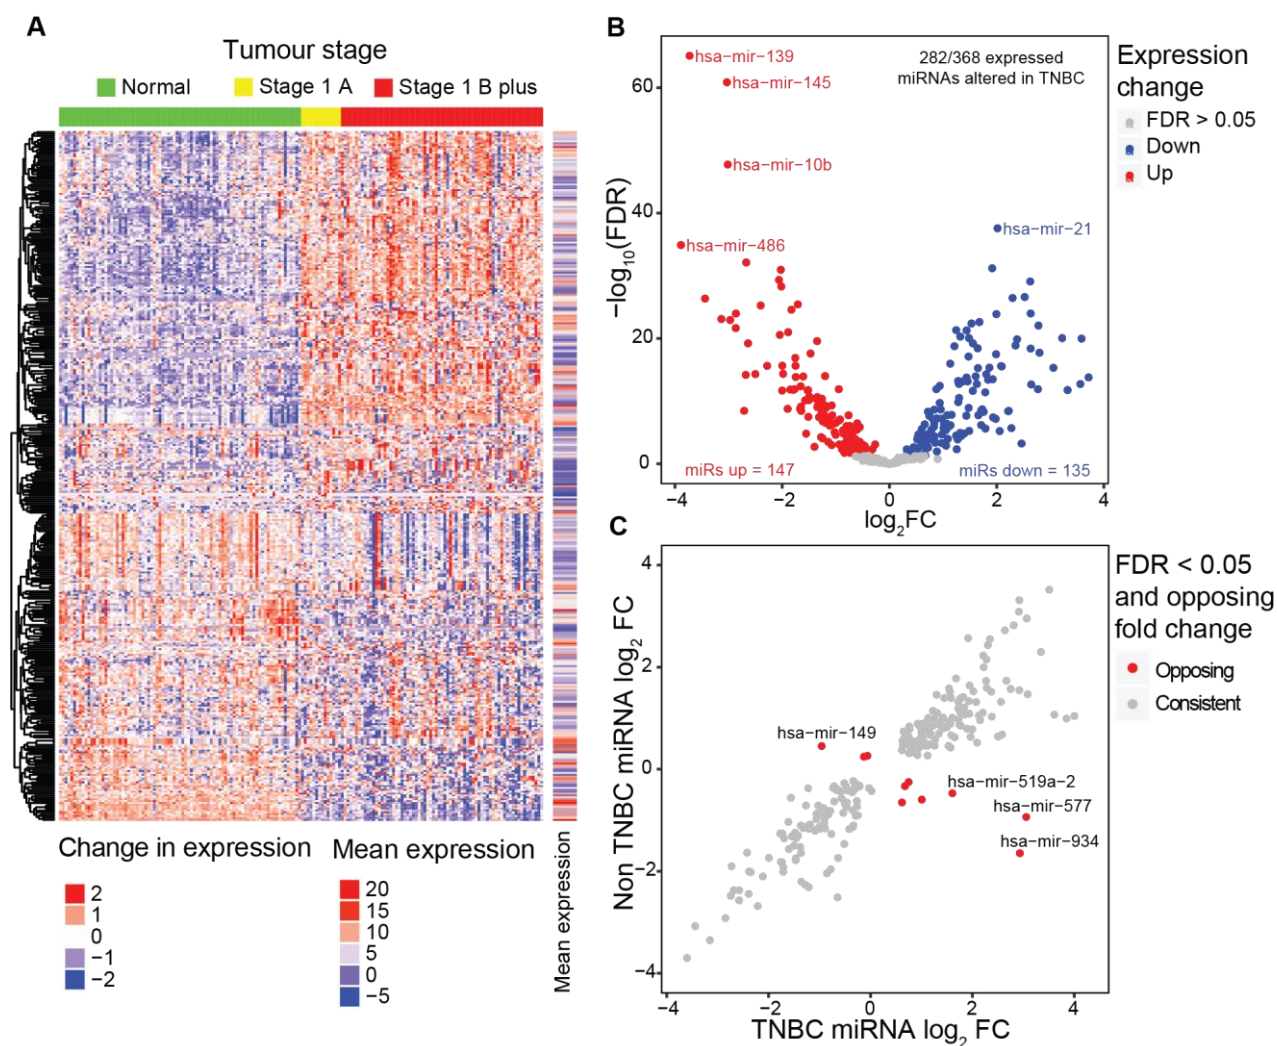 A
Tumour stage
Normal
Stage 1 A
Stage 1 B plus
Change in expression
2
1
0
−1
−2
Mean expression
20
15
10
5
0
−5
Mean expression
B
hsa−mir−139
hsa−mir−145
hsa−mir−10b
hsa−mir−486
282/368 expressed
miRNAs altered in TNBC
hsa−mir−21
miRs up = 147
miRs down = 135
−log10(FDR)
60
40
20
0
−4
−2
0
2
4
log2FC
Expression
change
FDR > 0.05
Down
Up
C
Non TNBC miRNA log2 FC
4
2
0
−2
−4
hsa−mir−149
hsa−mir−519a−2
hsa−mir−577
hsa−mir−934
−4
−2
0
2
4
TNBC miRNA log2 FC
FDR < 0.05
and opposing
fold change
Opposing
Consistent